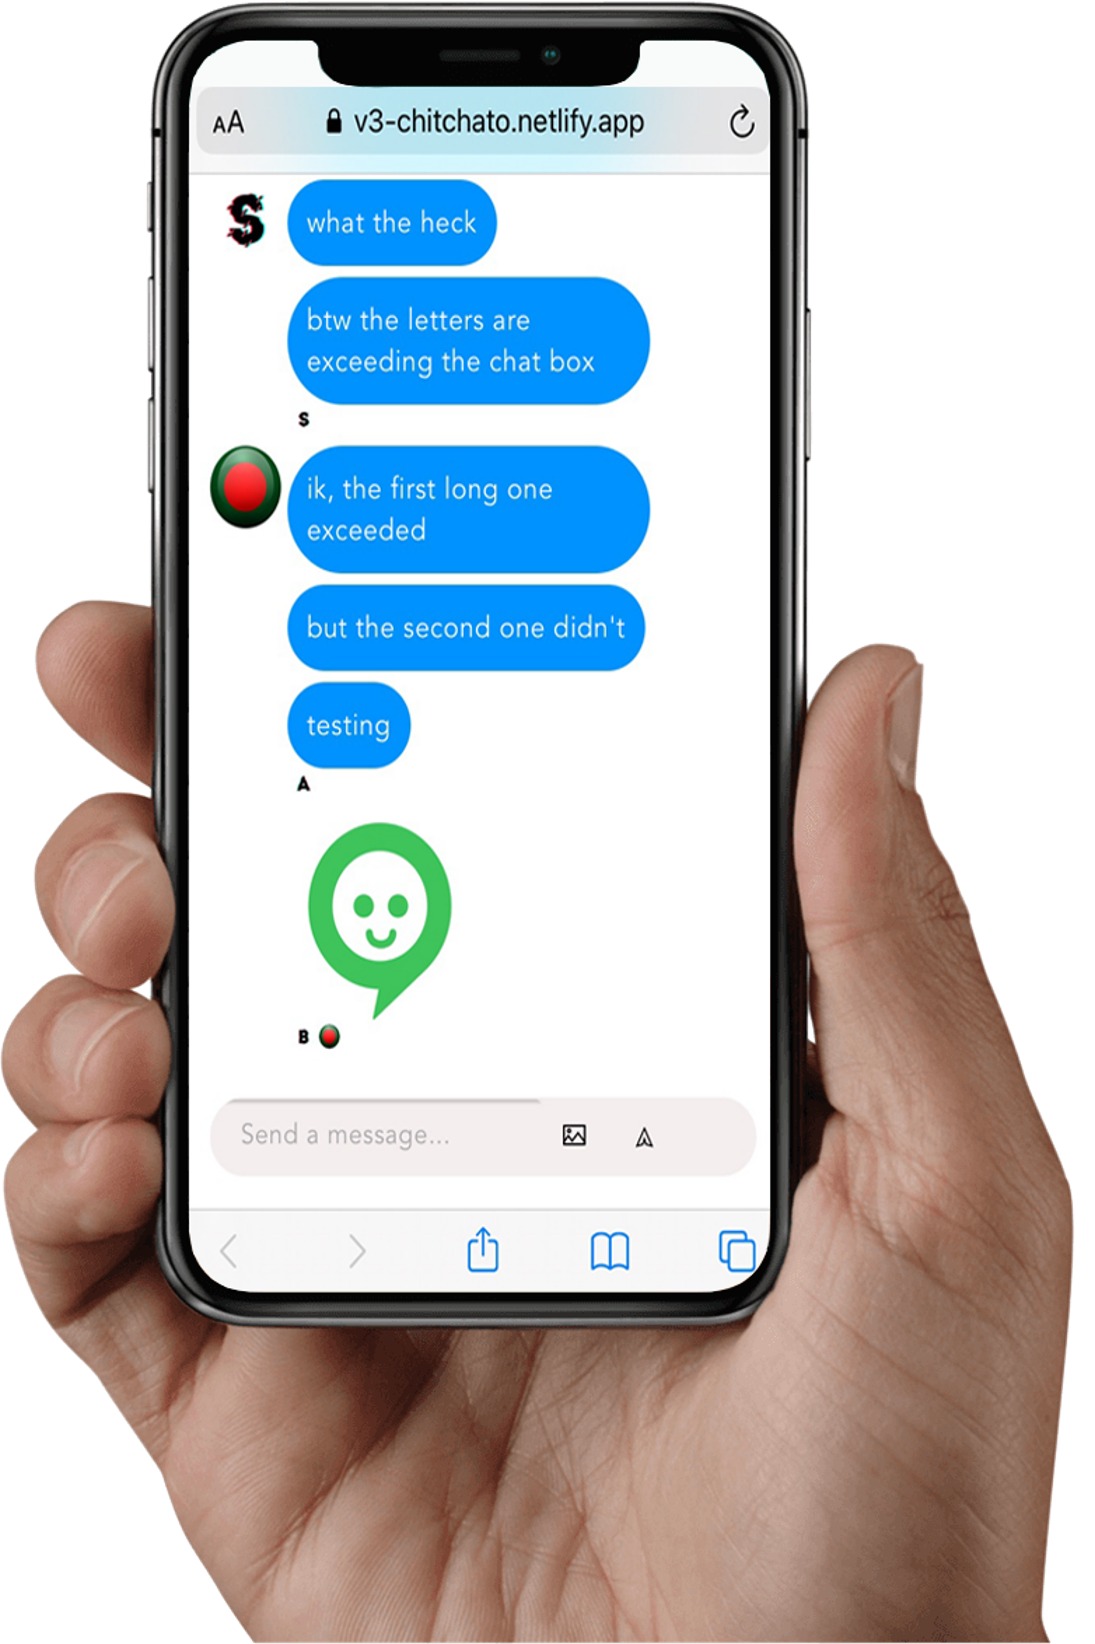 AA v3-chitchato.netlify.app
S
what the heck
btw the letters are
exceeding the chat box
S
ik, the first long one
exceeded
but the second one didn't
testing
A
B
Send a message...